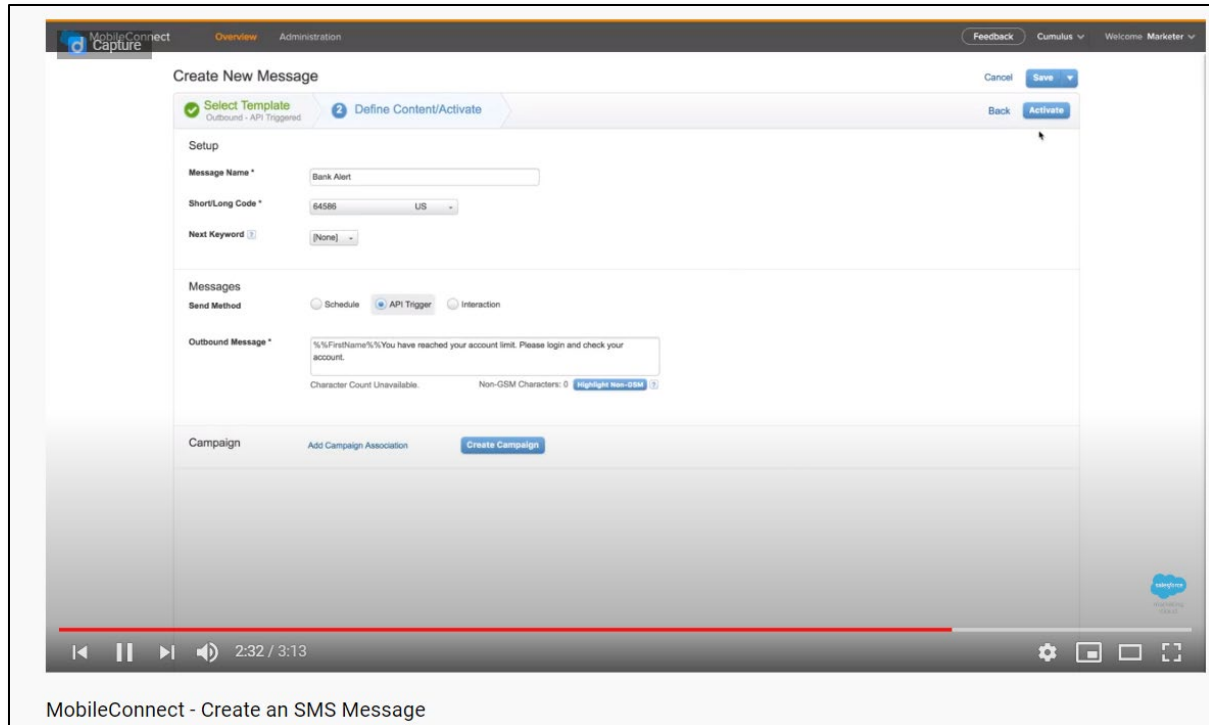 MobileConnect
Capture
Overview
Administration
Feedback
Cumulus
Welcome Marketer
Create New Message
Cancel
Save
Select Template
Outbound - API Triggered
2
Define Content/Activate
Back
Activate
Setup
Message Name *
Bank Alert
Short/Long Code *
64586 US
Next Keyword ?
[None]
Messages
Send Method
Schedule
API Trigger
Interaction
Outbound Message *
%%FirstName%%You have reached your account limit. Please login and check your
account.
Character Count Unavailable.
Non-GSM Characters: 0
Highlight Non-GSM ?
Campaign
Add Campaign Association
Create Campaign
salesforce
marketing
cloud
2:32 / 3:13
MobileConnect - Create an SMS Message